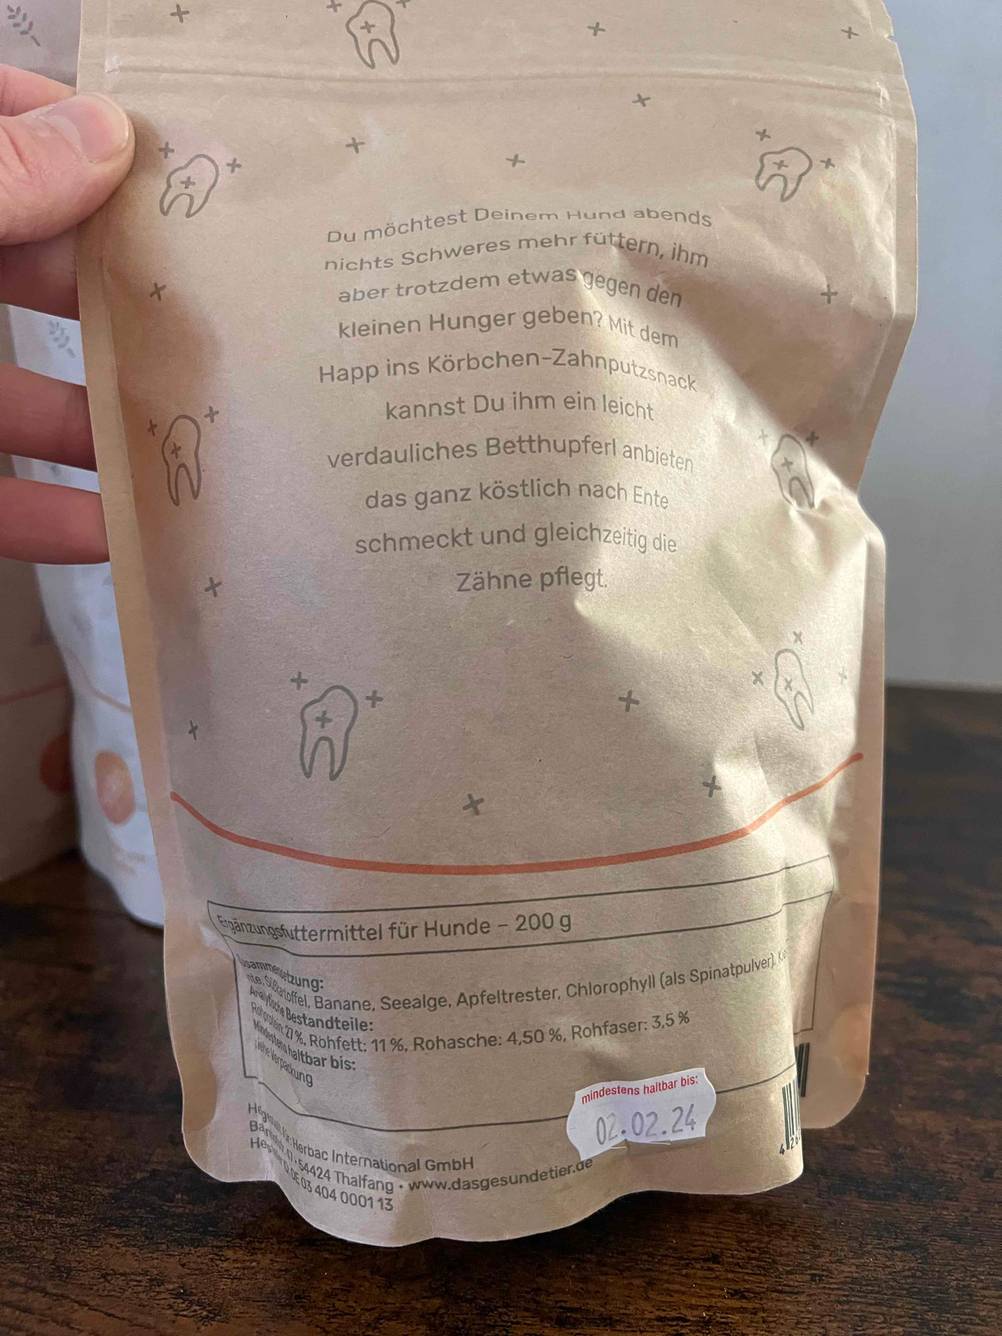 Du möchtest Deinem Hund abends
nichts Schweres mehr füttern, ihm
aber trotzdem etwas gegen den
kleinen Hunger geben? Mit dem
Happ ins Körbchen-Zahnputzsnack
kannst Du ihm ein leicht
verdauliches Betthupferl anbieten
das ganz köstlich nach Ente
schmeckt und gleichzeitig die
Zähne pflegt.
Ergänzungsfuttermittel für Hunde – 200 g
Zusammensetzung:
Süßkartoffel, Banane, Seealge, Apfeltrester, Chlorophyll (als Spinatpulver),
Analytische Bestandteile:
Rohprotein: 27 %, Rohfett: 11 %, Rohasche: 4,50 %, Rohfaser: 3,5 %
Mindestens haltbar bis:
siehe Verpackung
mindestens haltbar bis:
02.02.24
Herbac International GmbH
54424 Thalfang • www.dasgesundetier.de
DE 03 404 0001 13